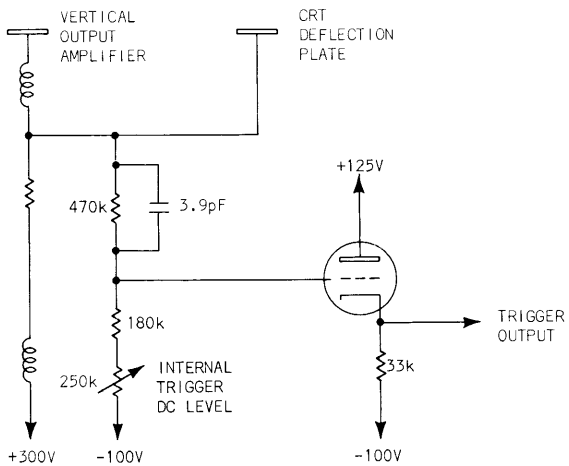 VERTICAL
OUTPUT
AMPLIFIER
CRT
DEFLECTION
PLATE
+125V
470k
3.9pF
180k
TRIGGER
OUTPUT
250k
INTERNAL
TRIGGER
DC LEVEL
33k
+300V
-100V
-100V